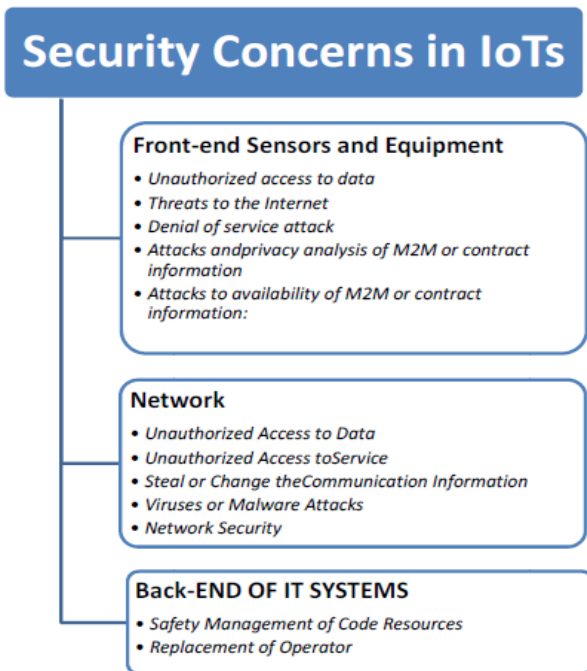 Security Concerns in IoTs
Front-end Sensors and Equipment
• Unauthorized access to data
• Threats to the Internet
• Denial of service attack
• Attacks andprivacy analysis of M2M or contract
information
• Attacks to availability of M2M or contract
information:
Network
• Unauthorized Access to Data
• Unauthorized Access toService
• Steal or Change theCommunication Information
• Viruses or Malware Attacks
• Network Security
Back-END OF IT SYSTEMS
• Safety Management of Code Resources
• Replacement of Operator